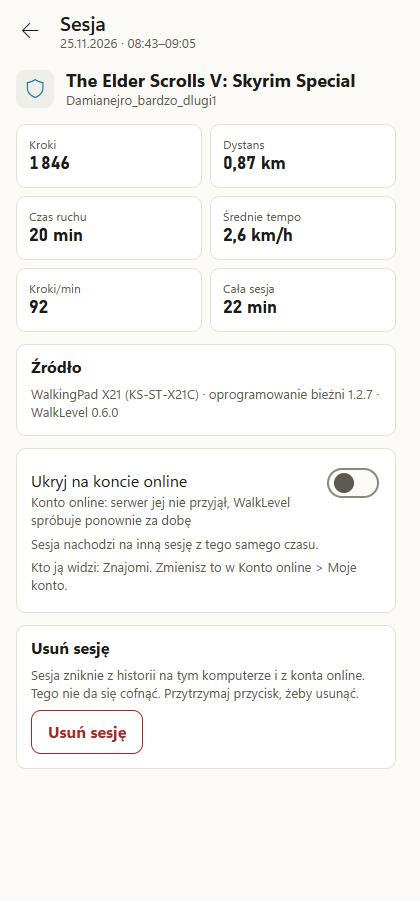 Sesja
25.11.2026 · 08:43–09:05
The Elder Scrolls V: Skyrim Special
Damianejro_bardzo_dlugi1
Kroki
1 846
Dystans
0,87 km
Czas ruchu
20 min
Średnie tempo
2,6 km/h
Kroki/min
92
Cała sesja
22 min
Źródło
WalkingPad X21 (KS-ST-X21C) · oprogramowanie bieżni 1.2.7 ·
WalkLevel 0.6.0
Ukryj na koncie online
Konto online: serwer jej nie przyjął, WalkLevel
spróbuje ponownie za dobę
Sesja nachodzi na inną sesję z tego samego czasu.
Kto ją widzi: Znajomi. Zmienisz to w Konto online > Moje
konto.
Usuń sesję
Sesja zniknie z historii na tym komputerze i z konta online.
Tego nie da się cofnąć. Przytrzymaj przycisk, żeby usunąć.
Usuń sesję